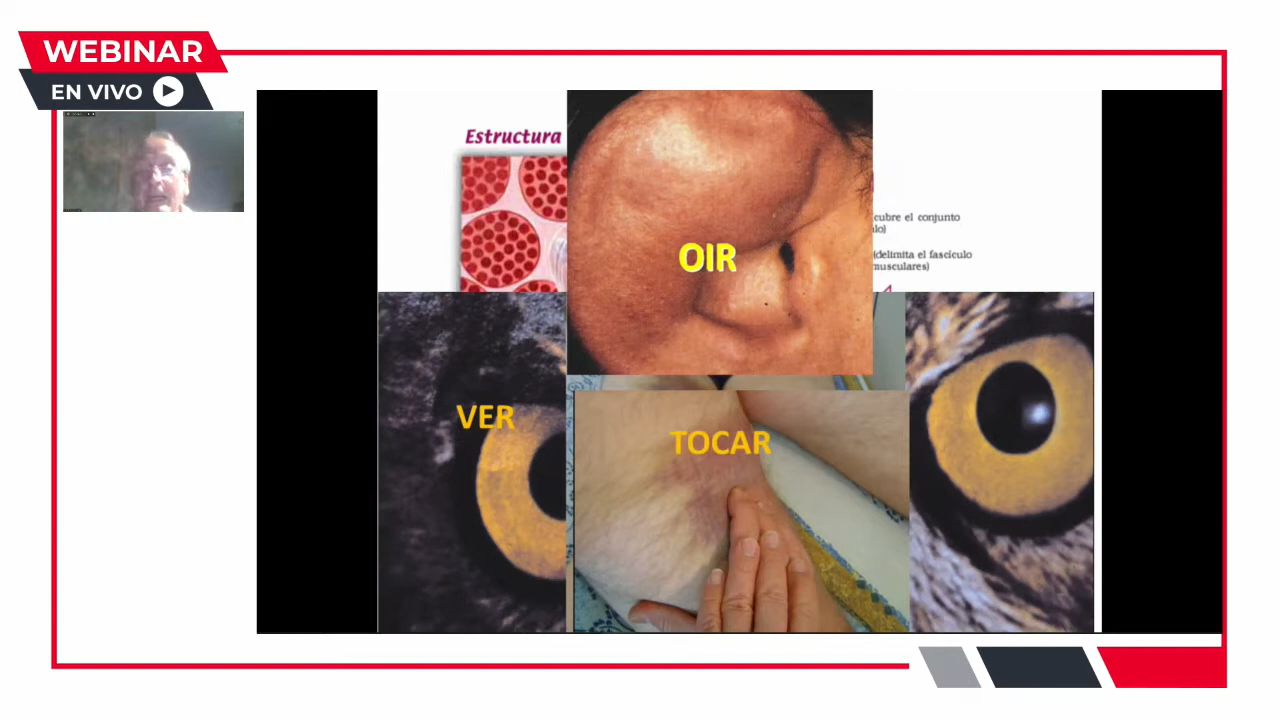 WEBINAR
EN VIVO
Estructura
OIR
cubre el conjunto
(delimita el fascículo
musculares)
VER
TOCAR